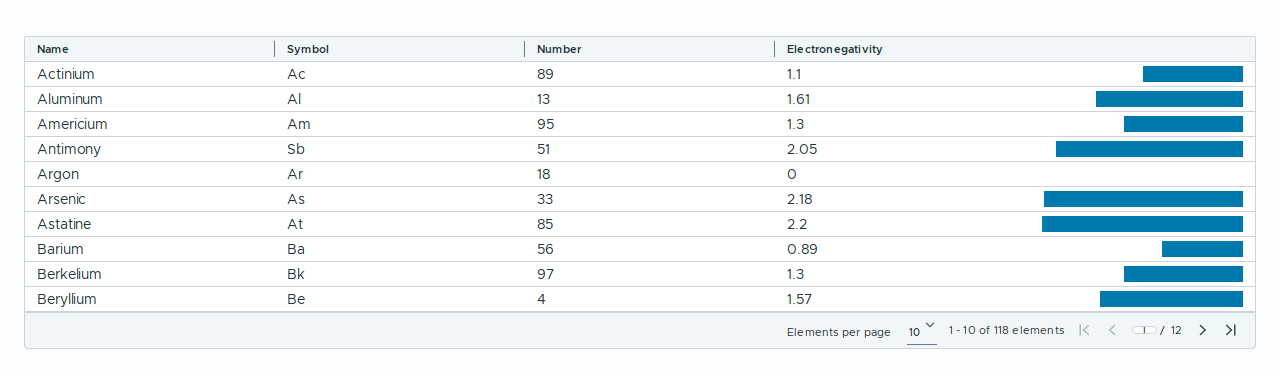 Name Symbol Number Electronegativity
Actinium Ac 89 1.1
Aluminum Al 13 1.61
Americium Am 95 1.3
Antimony Sb 51 2.05
Argon Ar 18 0
Arsenic As 33 2.18
Astatine At 85 2.2
Barium Ba 56 0.89
Berkelium Bk 97 1.3
Beryllium Be 4 1.57
Elements per page 10 1 - 10 of 118 elements 1 / 12